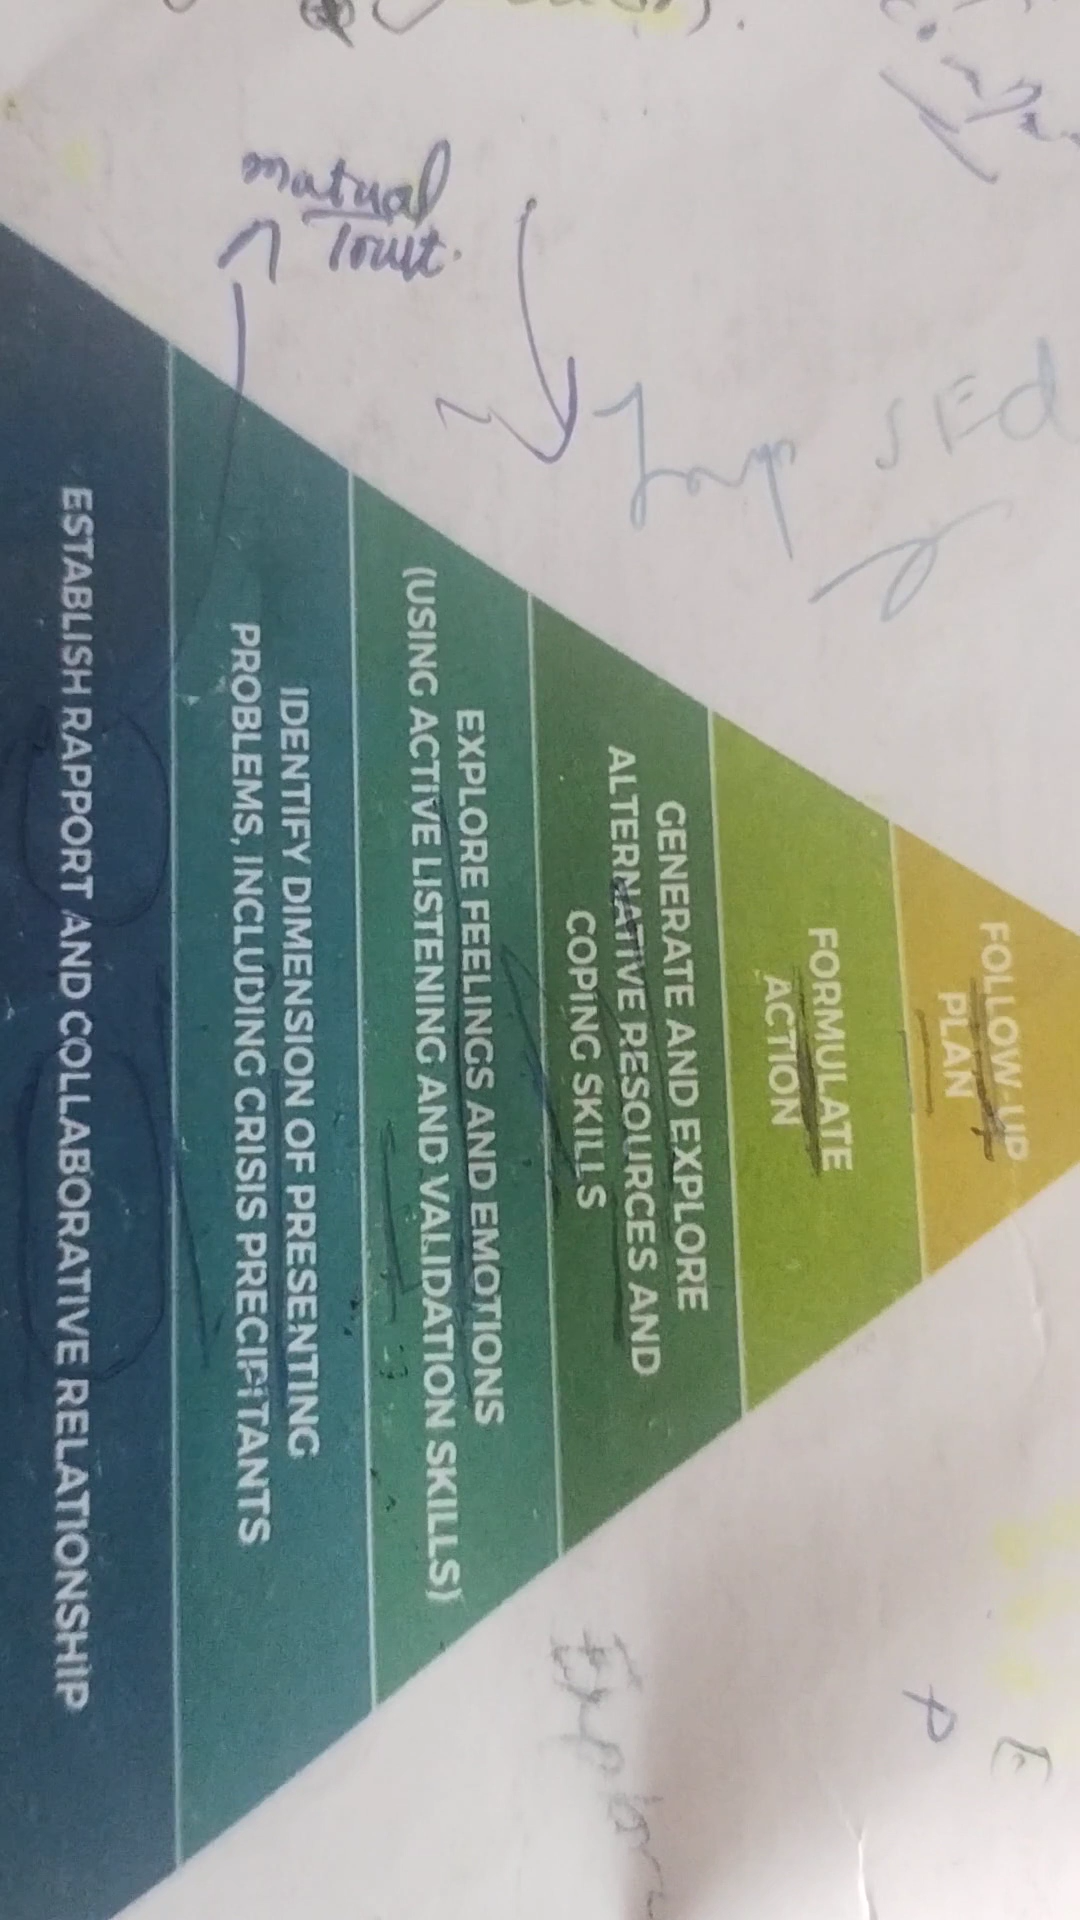 FOLLOW-UP
PLAN
FORMULATE
ACTION
GENERATE AND EXPLORE
ALTERNATIVE RESOURCES AND
COPING SKILLS
EXPLORE FEELINGS AND EMOTIONS
(USING ACTIVE LISTENING AND VALIDATION SKILLS)
IDENTIFY DIMENSION OF PRESENTING
PROBLEMS, INCLUDING CRISIS PRECIPITANTS
ESTABLISH RAPPORT AND COLLABORATIVE RELATIONSHIP
mutual
trust.